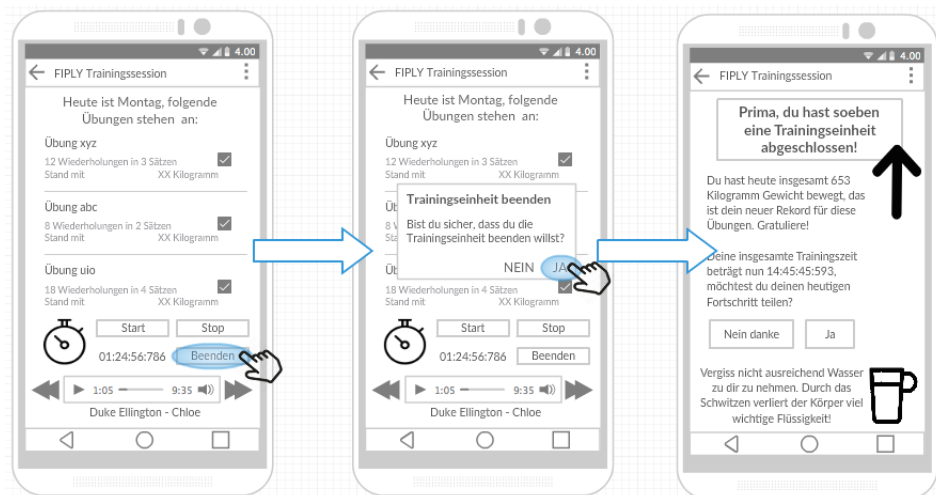 4.00
FIPLY Trainingssession
Heute ist Montag, folgende
Übungen stehen an:
Übung xyz
12 Wiederholungen in 3 Sätzen
Stand mit XX Kilogramm
Übung abc
8 Wiederholungen in 2 Sätzen
Stand mit XX Kilogramm
Übung uio
18 Wiederholungen in 4 Sätzen
Stand mit XX Kilogramm
Start Stop
01:24:56:786 Beenden
1:05 9:35
Duke Ellington - Chloe
4.00
FIPLY Trainingssession
Heute ist Montag, folgende
Übungen stehen an:
Übung xyz
12 Wiederholungen in 3 Sätzen
Stand mit XX Kilogramm
Trainingseinheit beenden
Bist du sicher, dass du die
Trainingseinheit beenden willst?
NEIN JA
18 Wiederholungen in 4 Sätzen
Stand mit XX Kilogramm
Start Stop
01:24:56:786 Beenden
1:05 9:35
Duke Ellington - Chloe
4.00
FIPLY Trainingssession
Prima, du hast soeben
eine Trainingseinheit
abgeschlossen!
Du hast heute insgesamt 653
Kilogramm Gewicht bewegt, das
ist dein neuer Rekord für diese
Übungen. Gratuliere!
Deine insgesamte Trainingszeit
beträgt nun 14:45:45:593,
möchtest du deinen heutigen
Fortschritt teilen?
Nein danke Ja
Vergiss nicht ausreichend Wasser
zu dir zu nehmen. Durch das
Schwitzen verliert der Körper viel
wichtige Flüssigkeit!